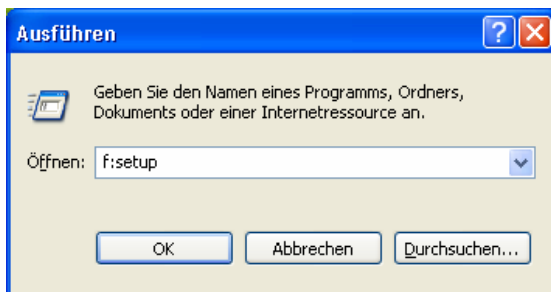 Ausführen
Geben Sie den Namen eines Programms, Ordners,
Dokuments oder einer Internetressource an.
Öffnen: f:setup
OK Abbrechen Durchsuchen...